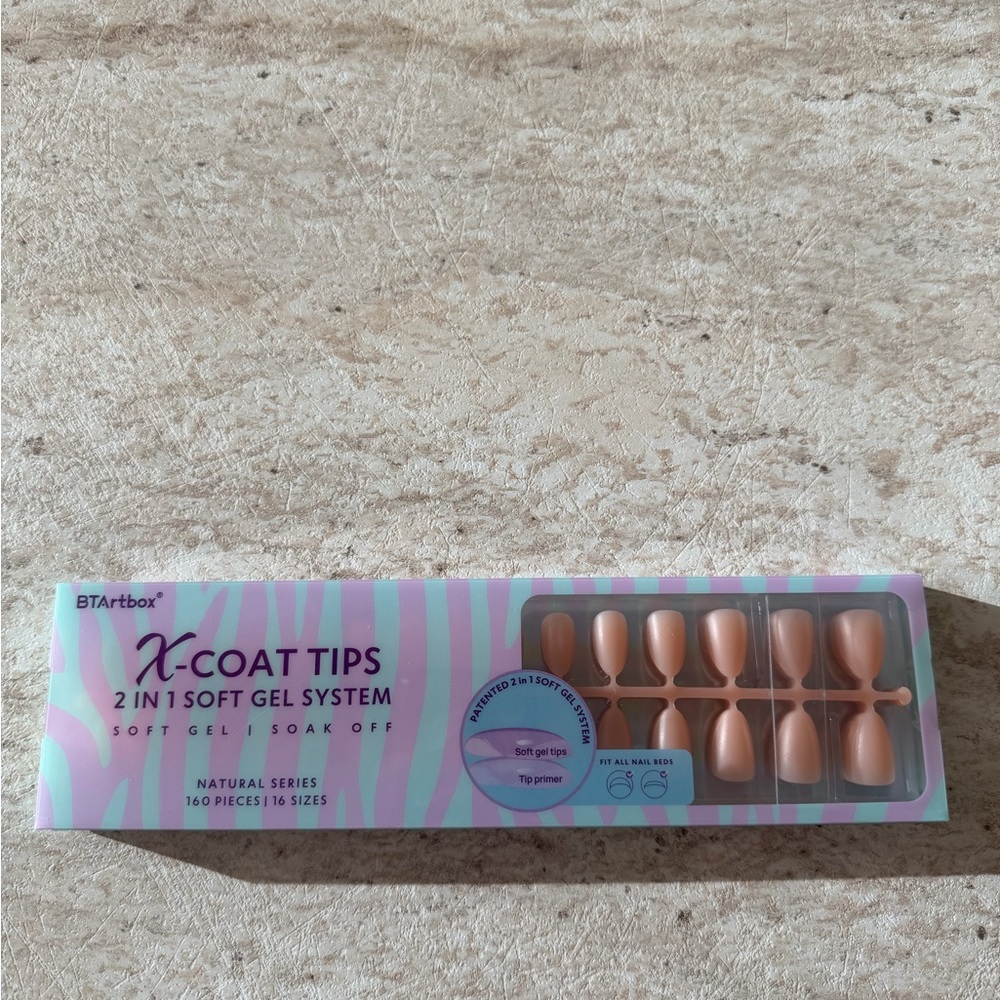 BTArtbox®
X-COAT TIPS
2 IN 1 SOFT GEL SYSTEM
SOFT GEL | SOAK OFF
NATURAL SERIES
160 PIECES | 16 SIZES
PATENTED 2 in 1 SOFT GEL SYSTEM
Soft gel tips
Tip primer
FIT ALL NAIL BEDS